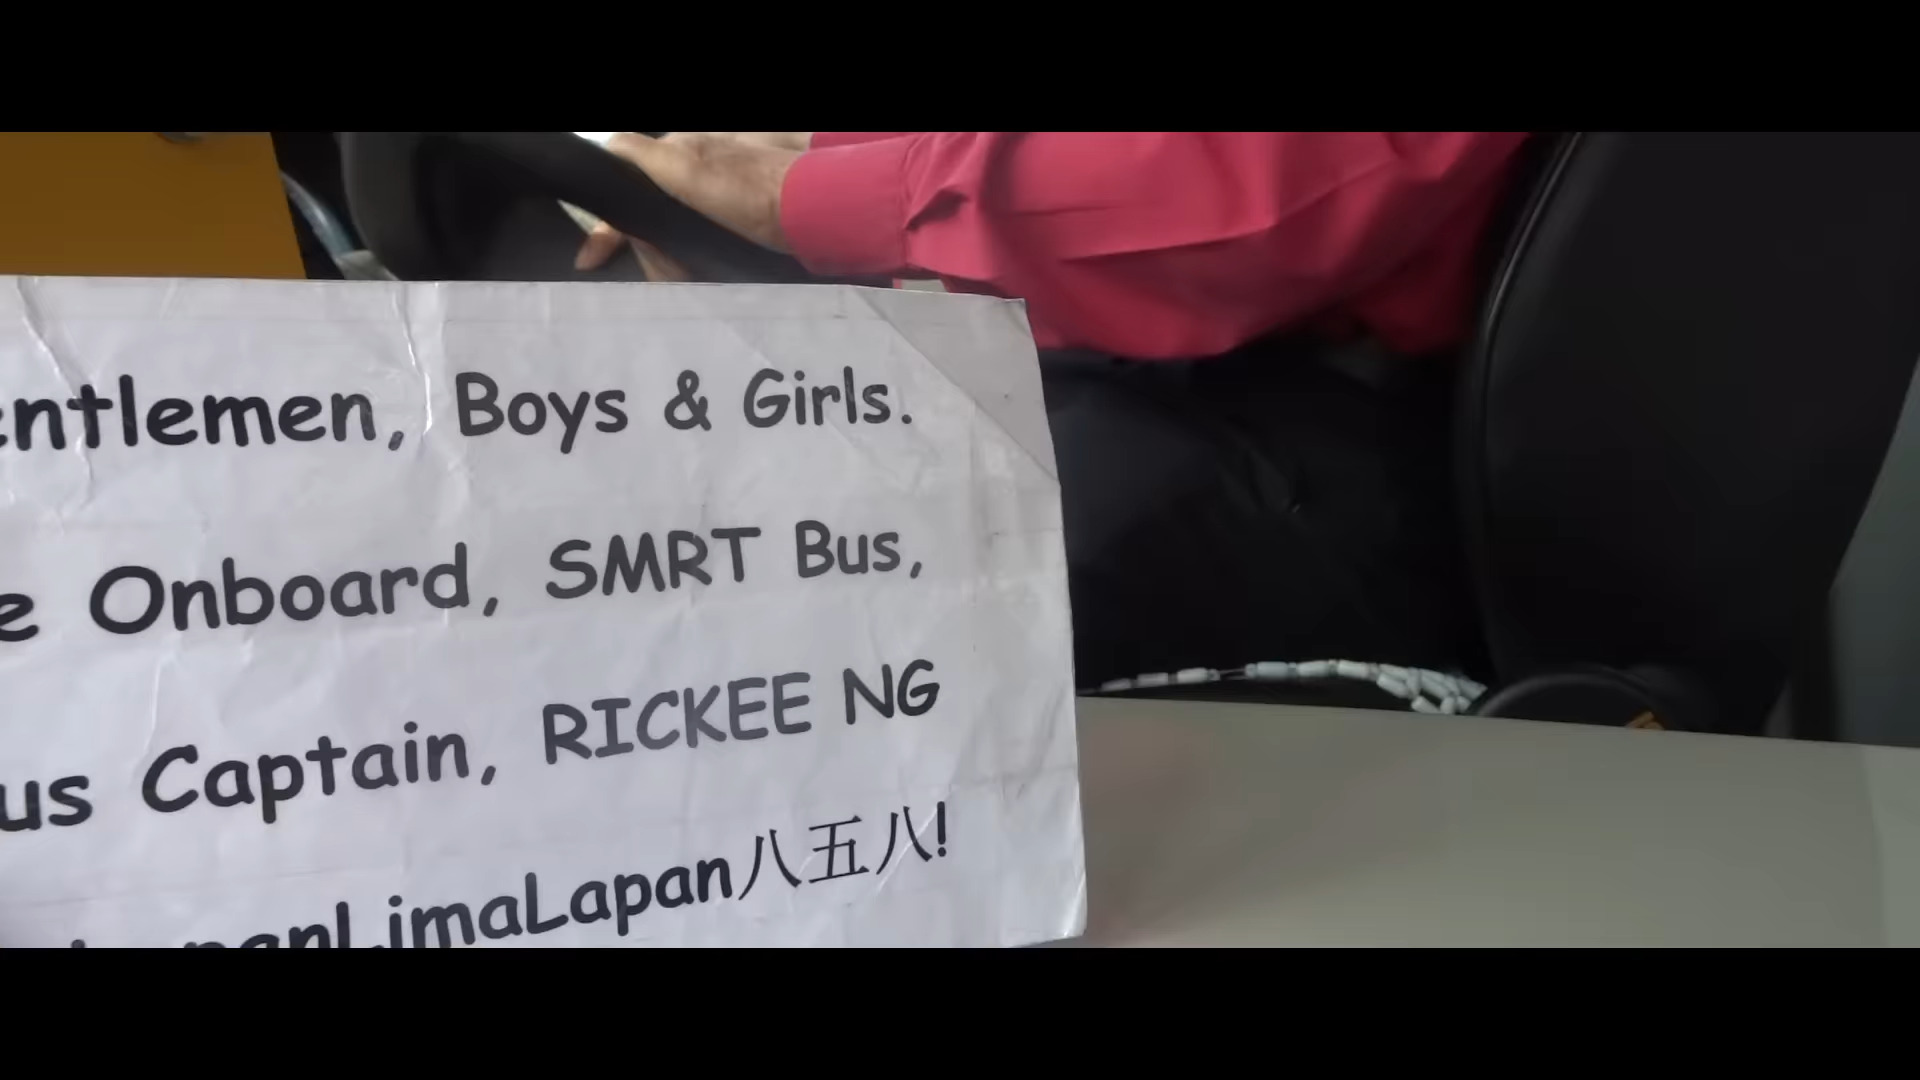 entlemen, Boys & Girls.
e Onboard, SMRT Bus,
us Captain, RICKEE NG
LimaLapan八五八!